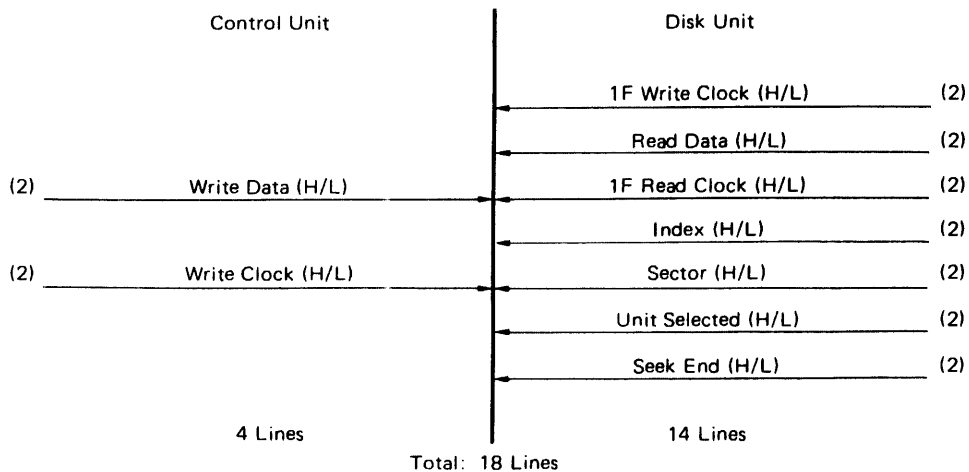 Control Unit Disk Unit
1F Write Clock (H/L) (2)
Read Data (H/L) (2)
(2) Write Data (H/L) 1F Read Clock (H/L) (2)
Index (H/L) (2)
(2) Write Clock (H/L) Sector (H/L) (2)
Unit Selected (H/L) (2)
Seek End (H/L) (2)
4 Lines 14 Lines
Total: 18 Lines